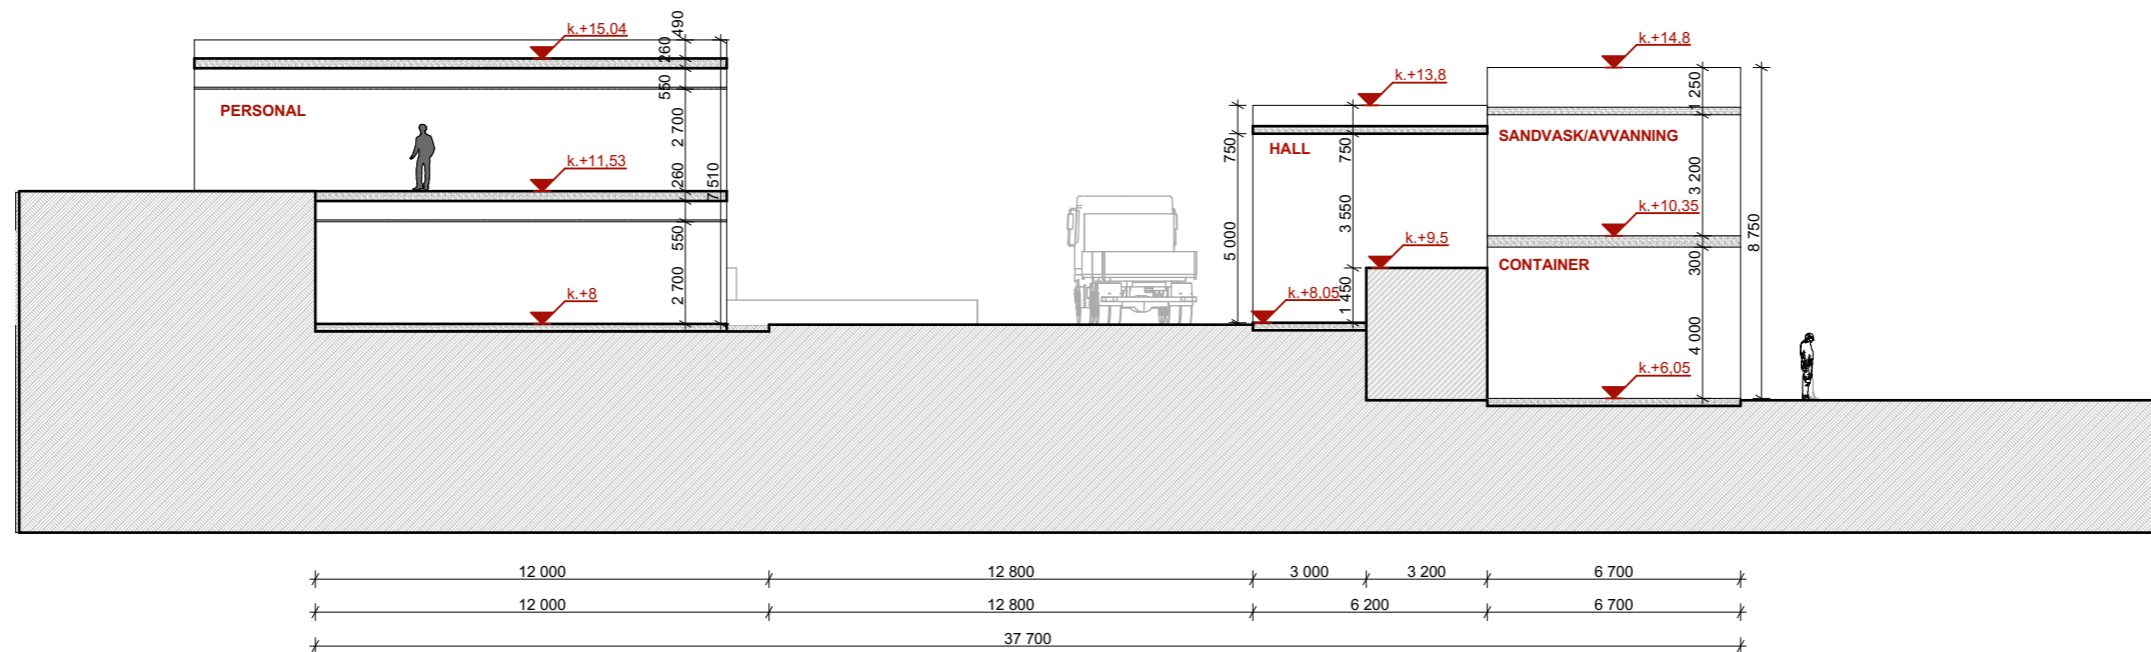 k.+15,04
490
260
550
PERSONAL
2 700
k.+11,53
260
7 510
550
k.+8
2 700
k.+14,8
k.+13,8
1 250
750
750
HALL
SANDVASK/AVVANNING
3 200
k.+10,35
3 550
5 000
8 750
k.+9,5
300
CONTAINER
k.+8,05
1 450
4 000
k.+6,05
12 000
12 800
3 000
3 200
6 700
12 000
12 800
6 200
6 700
37 700